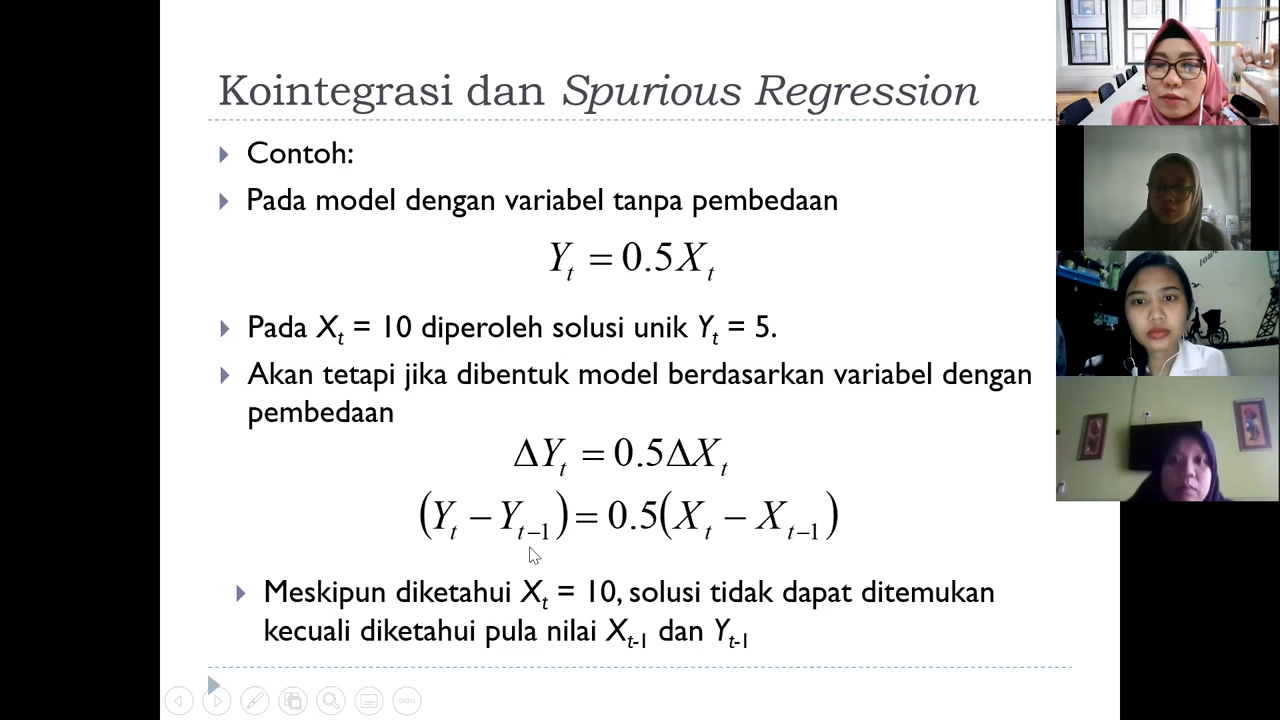 Kointegrasi dan Spurious Regression
Contoh:
Pada model dengan variabel tanpa pembedaan
Yₜ = 0.5Xₜ
Pada Xₜ = 10 diperoleh solusi unik Yₜ = 5.
Akan tetapi jika dibentuk model berdasarkan variabel dengan
pembedaan
ΔYₜ = 0.5ΔXₜ
(Yₜ − Yₜ₋₁) = 0.5(Xₜ − Xₜ₋₁)
Meskipun diketahui Xₜ = 10, solusi tidak dapat ditemukan
kecuali diketahui pula nilai Xₜ₋₁ dan Yₜ₋₁